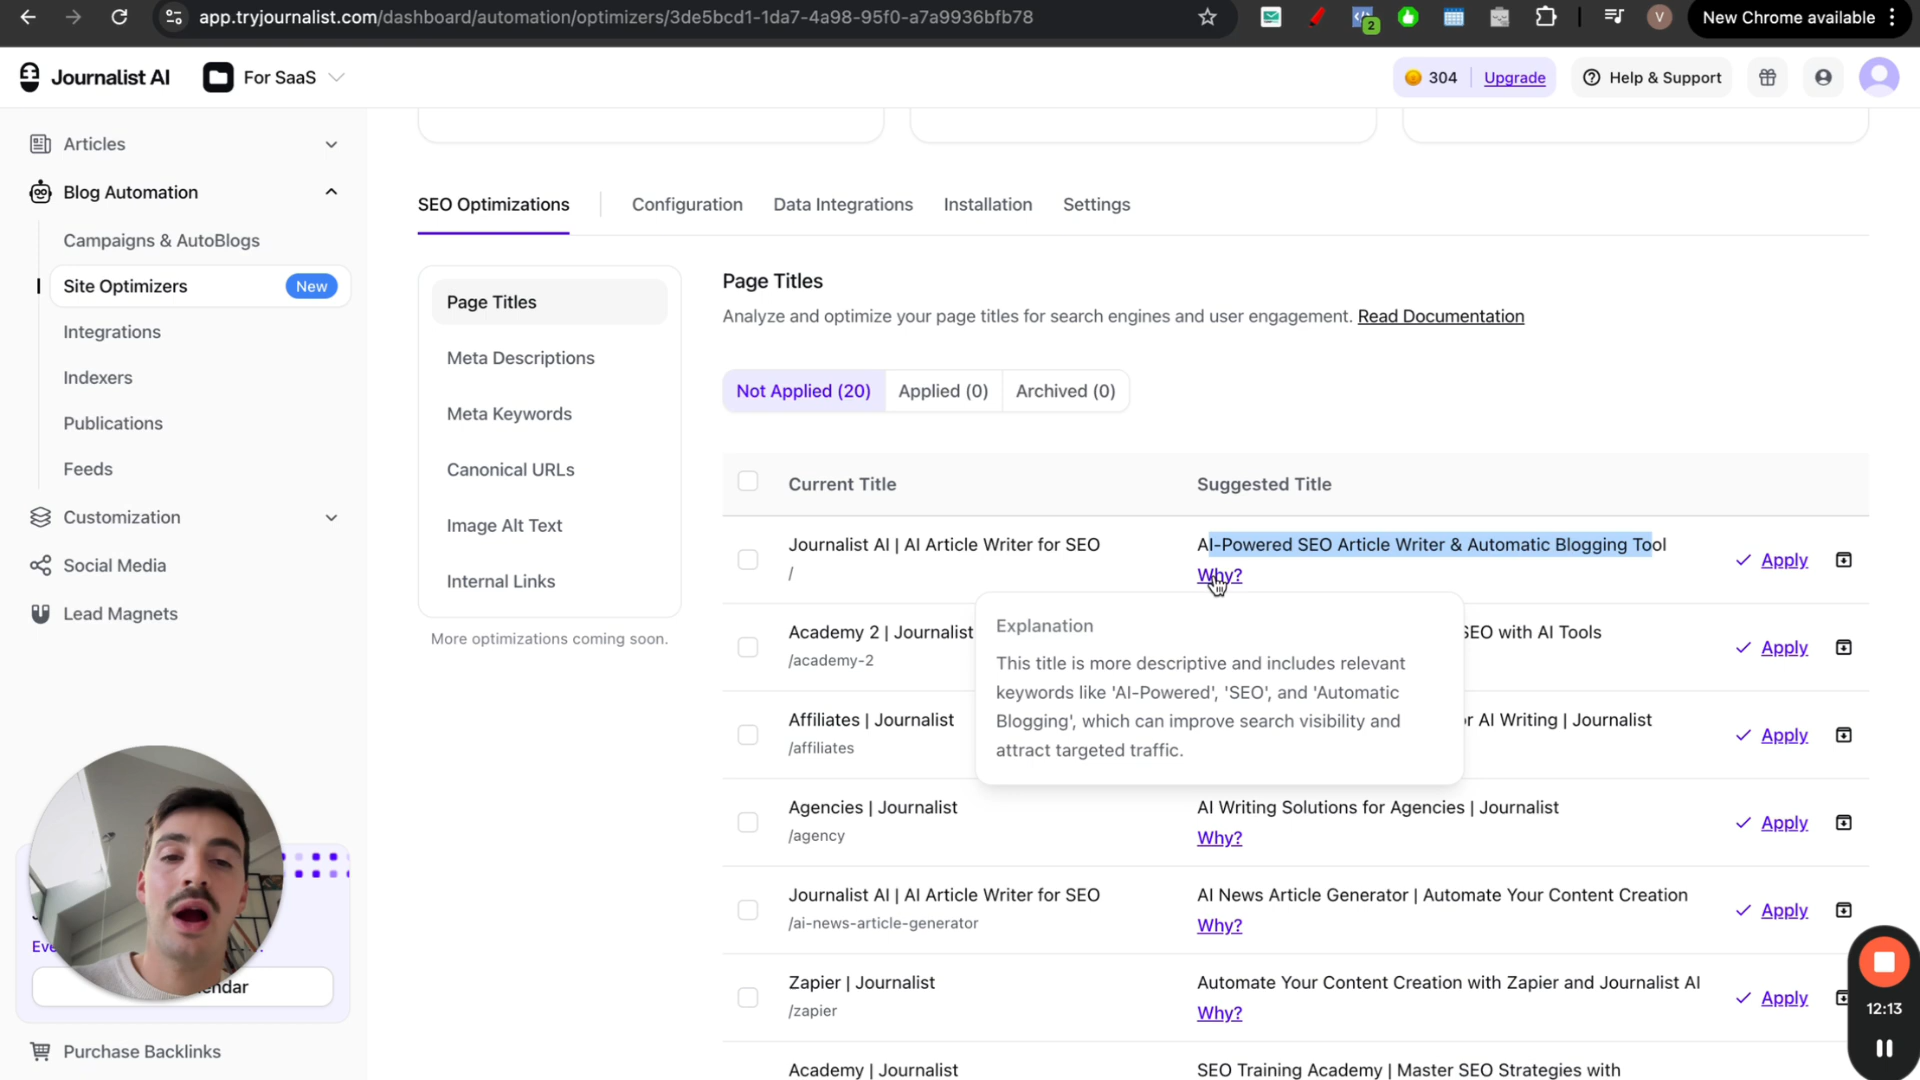 app.tryjournalist.com/dashboard/automation/optimizers/3de5bcd1-1da7-4a98-95f0-a7a9936bfb78
2
V
New Chrome available
Journalist AI
For SaaS
304
Upgrade
Help & Support
Articles
Blog Automation
Campaigns & AutoBlogs
Site Optimizers
New
Integrations
Indexers
Publications
Feeds
Customization
Social Media
Lead Magnets
Purchase Backlinks
SEO Optimizations
Configuration
Data Integrations
Installation
Settings
Page Titles
Meta Descriptions
Meta Keywords
Canonical URLs
Image Alt Text
Internal Links
More optimizations coming soon.
Page Titles
Analyze and optimize your page titles for search engines and user engagement. Read Documentation
Not Applied (20)
Applied (0)
Archived (0)
Current Title
Suggested Title
Journalist AI | AI Article Writer for SEO
/
AI-Powered SEO Article Writer & Automatic Blogging Tool
Why?
Apply
Explanation
This title is more descriptive and includes relevant
keywords like 'AI-Powered', 'SEO', and 'Automatic
Blogging', which can improve search visibility and
attract targeted traffic.
Academy 2 | Journalist
/academy-2
SEO with AI Tools
Apply
Affiliates | Journalist
/affiliates
AI Writing | Journalist
Apply
Agencies | Journalist
/agency
AI Writing Solutions for Agencies | Journalist
Why?
Apply
Journalist AI | AI Article Writer for SEO
/ai-news-article-generator
AI News Article Generator | Automate Your Content Creation
Why?
Apply
Zapier | Journalist
/zapier
Automate Your Content Creation with Zapier and Journalist AI
Why?
Apply
Academy | Journalist
SEO Training Academy | Master SEO Strategies with
12:13